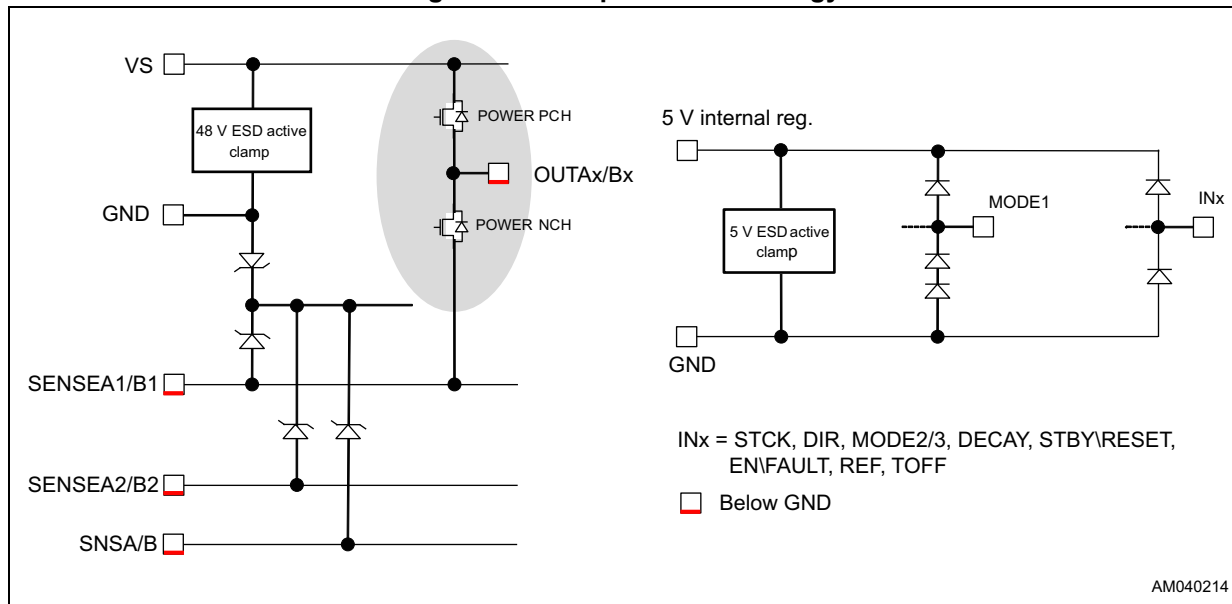 VS
48 V ESD active
clamp
GND
POWER PCH
OUTAx/Bx
POWER NCH
SENSEA1/B1
SENSEA2/B2
SNSA/B
5 V internal reg.
5 V ESD active
clamp
MODE1
INx
GND
INx = STCK, DIR, MODE2/3, DECAY, STBY\RESET,
EN\FAULT, REF, TOFF
Below GND
AM040214